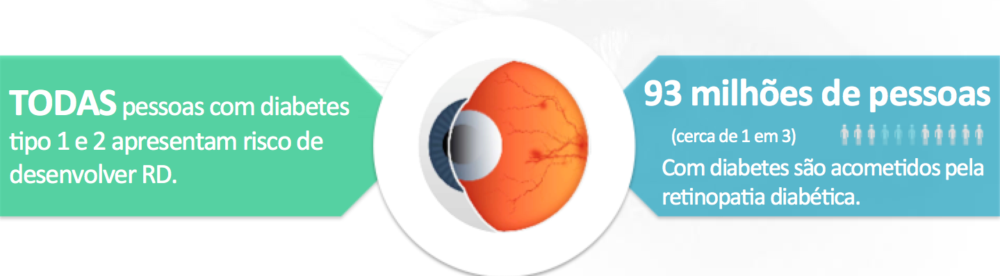 TODAS pessoas com diabetes
tipo 1 e 2 apresentam risco de
desenvolver RD.
93 milhões de pessoas
(cerca de 1 em 3)
Com diabetes são acometidos pela
retinopatia diabética.